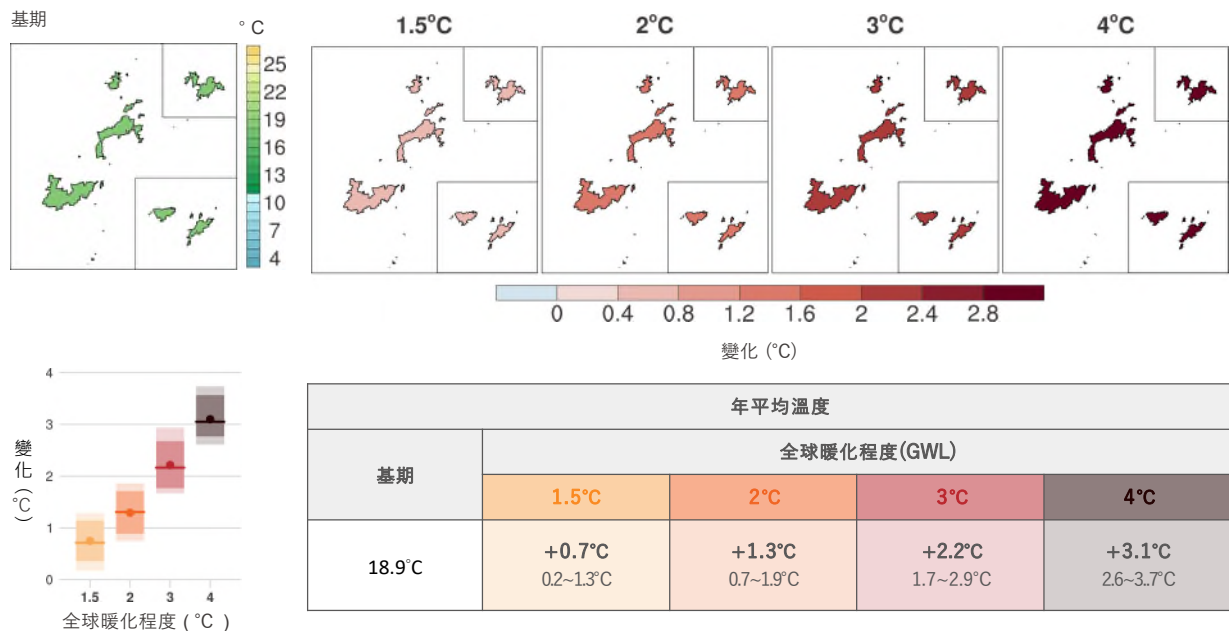 基期
° C
25
22
19
16
13
10
7
4
1.5°C
2°C
3°C
4°C
0
0.4
0.8
1.2
1.6
2
2.4
2.8
變化 (°C)
4
3
2
1
0
變化(°C)
1.5
2
3
4
全球暖化程度 ( °C )
年平均溫度
基期
全球暖化程度(GWL)
1.5°C
2°C
3°C
4°C
18.9°C
+0.7°C
+1.3°C
+2.2°C
+3.1°C
0.2~1.3°C
0.7~1.9°C
1.7~2.9°C
2.6~3..7°C